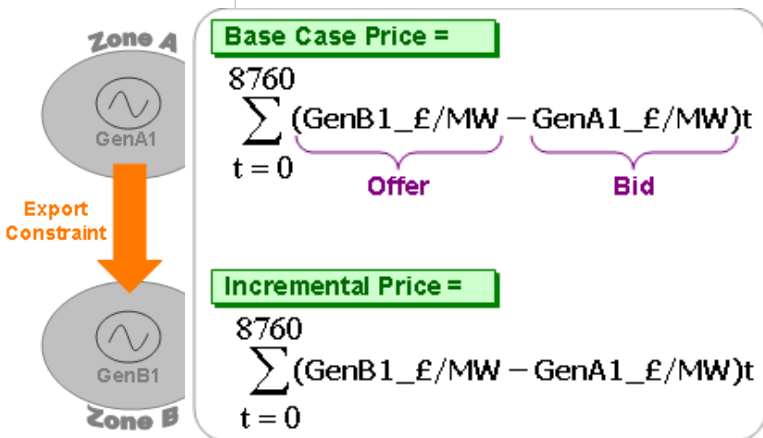 Zone A
GenA1
Export
Constraint
GenB1
Zone B
Base Case Price =
8760
∑(GenB1_£/MW – GenA1_£/MW)t
t = 0
Offer
Bid
Incremental Price =
8760
∑(GenB1_£/MW – GenA1_£/MW)t
t = 0